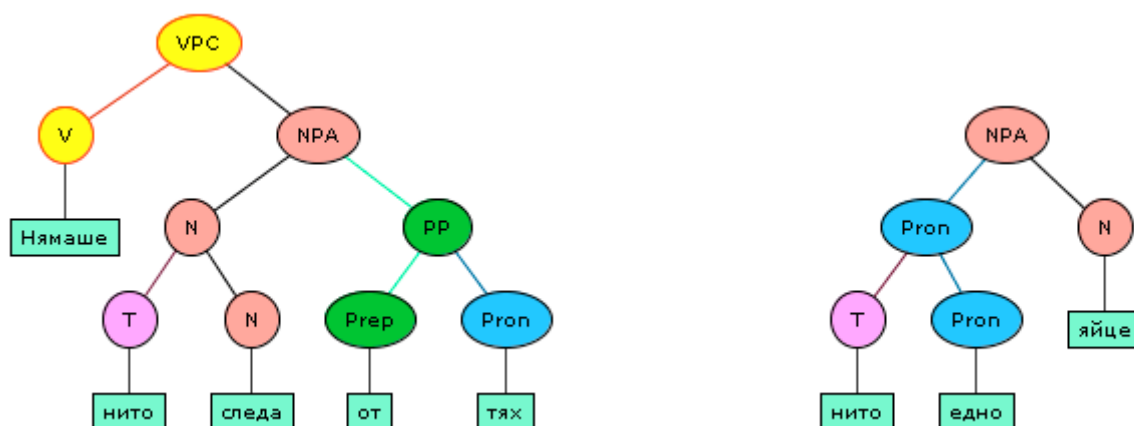 VPC
V NPA NPA
Нямаше N PP Pron N
T N Prep Pron T Pron яйце
нито следа от тях нито едно